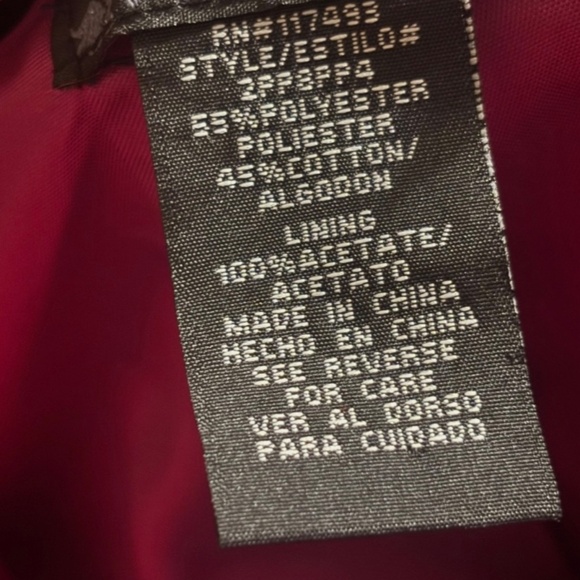 RN#117493
STYLE/ESTILO#
3PP8PP4
55%POLYESTER
POLIESTER
45%COTTON/
ALGODON
LINING
100%ACETATE/
ACETATO
MADE IN CHINA
HECHO EN CHINA
SEE REVERSE
FOR CARE
VER AL DORSO
PARA CUIDADO